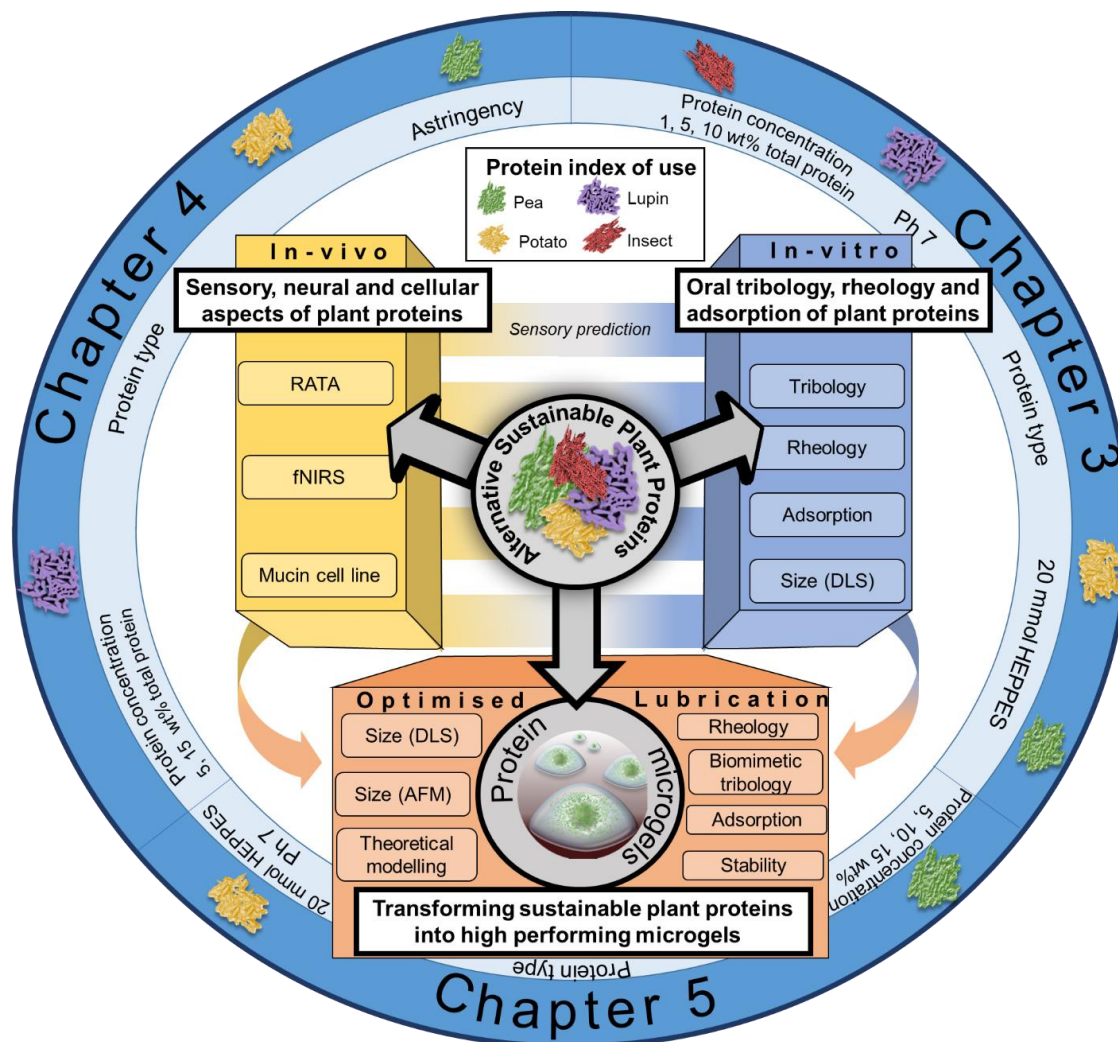 Chapter 4
Astringency
Protein type
Protein concentration
5, 15 wt% total protein
Chapter 3
Protein concentration
1, 5, 10 wt% total protein
Ph 7
Protein type
20 mmol HEPPES
Protein index of use
Pea
Lupin
Potato
Insect
In-vivo
Sensory, neural and cellular
aspects of plant proteins
RATA
fNIRS
Mucin cell line
Sensory prediction
In-vitro
Oral tribology, rheology and
adsorption of plant proteins
Tribology
Rheology
Adsorption
Size (DLS)
Alternative Sustainable Plant Proteins
Optimised
Lubrication
Size (DLS)
Size (AFM)
Theoretical
modelling
Protein
microgels
Rheology
Biomimetic
tribology
Adsorption
Stability
Transforming sustainable plant proteins
into high performing microgels
20 mmol HEPPES
Ph 7
Protein type
Protein concentration
5, 10, 15 wt%
Chapter 5